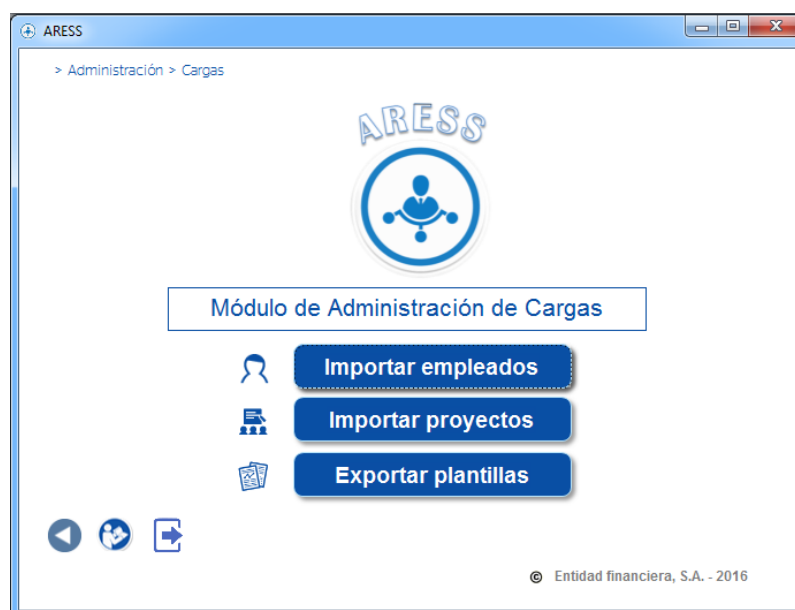 ARESS
> Administración > Cargas
ARESS
Módulo de Administración de Cargas
Importar empleados
Importar proyectos
Exportar plantillas
© Entidad financiera, S.A. - 2016